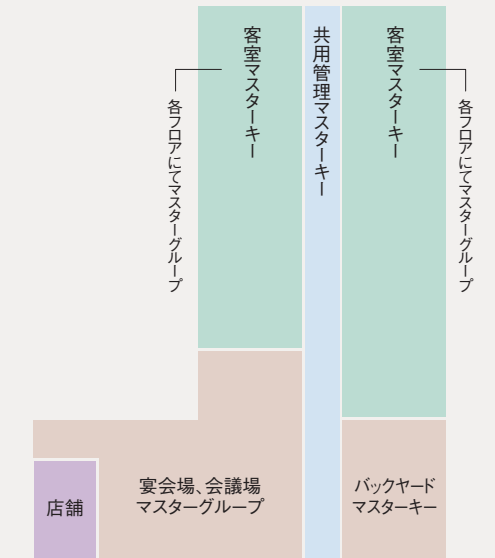 客室マスターキー
各フロアにてマスターグループ
共用管理マスターキー
客室マスターキー
各フロアにてマスターグループ
店舗
宴会場、会議場
マスターグループ
バックヤード
マスターキー